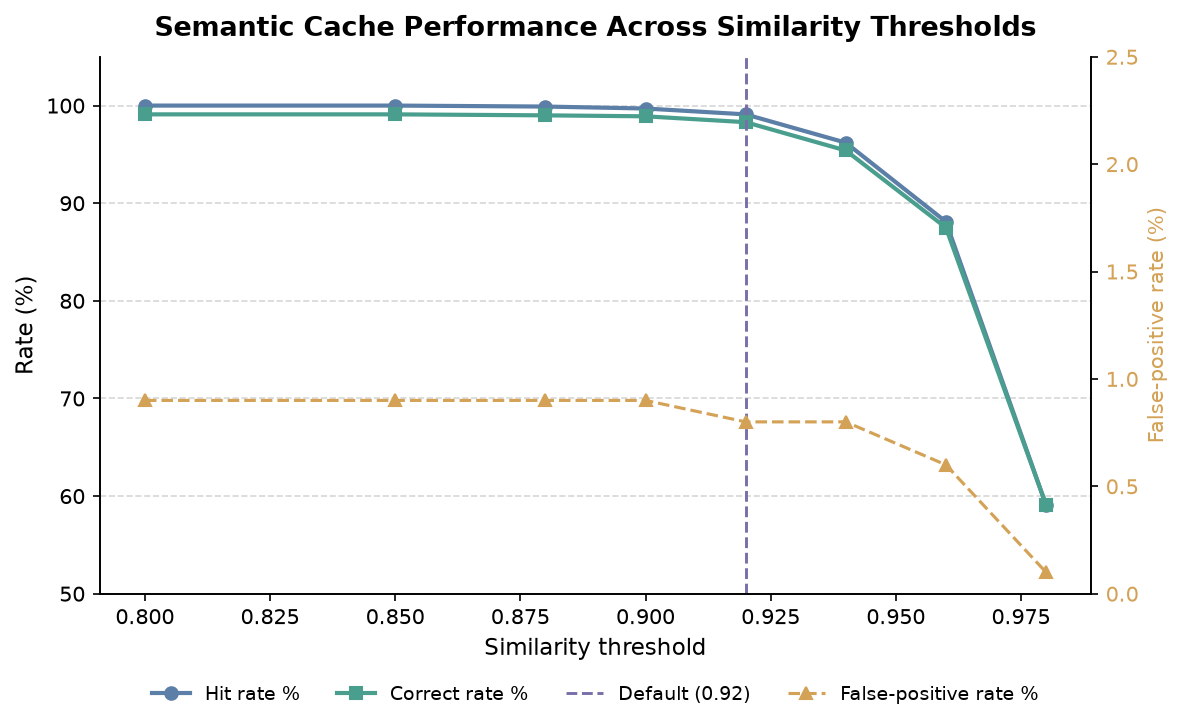 Semantic Cache Performance Across Similarity Thresholds
Rate (%)
100
90
80
70
60
50
2.5
2.0
1.5
1.0
0.5
0.0
False-positive rate (%)
0.800 0.825 0.850 0.875 0.900 0.925 0.950 0.975
Similarity threshold
Hit rate % Correct rate % Default (0.92) False-positive rate %